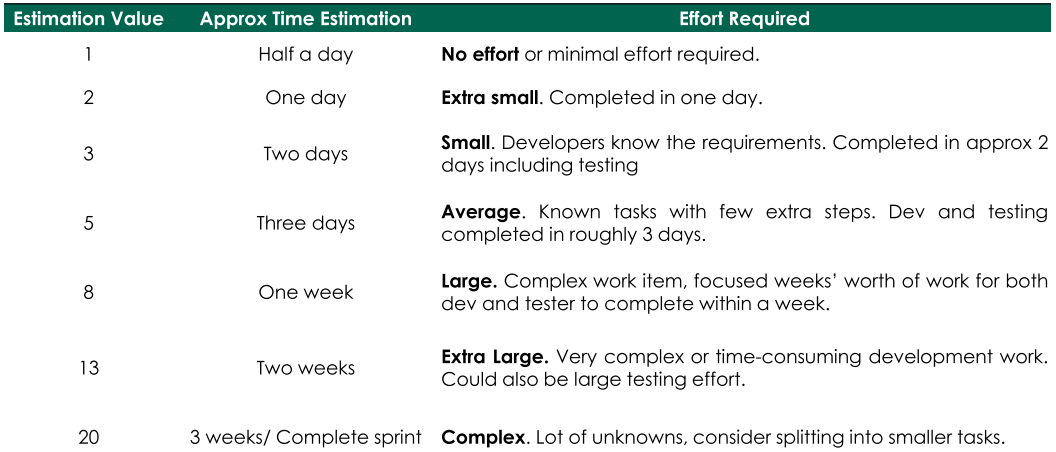 Estimation Value Approx Time Estimation Effort Required
1 Half a day No effort or minimal effort required.
2 One day Extra small. Completed in one day.
3 Two days Small. Developers know the requirements. Completed in approx 2
days including testing
5 Three days Average. Known tasks with few extra steps. Dev and testing
completed in roughly 3 days.
8 One week Large. Complex work item, focused weeks’ worth of work for both
dev and tester to complete within a week.
13 Two weeks Extra Large. Very complex or time-consuming development work.
Could also be large testing effort.
20 3 weeks/ Complete sprint Complex. Lot of unknowns, consider splitting into smaller tasks.